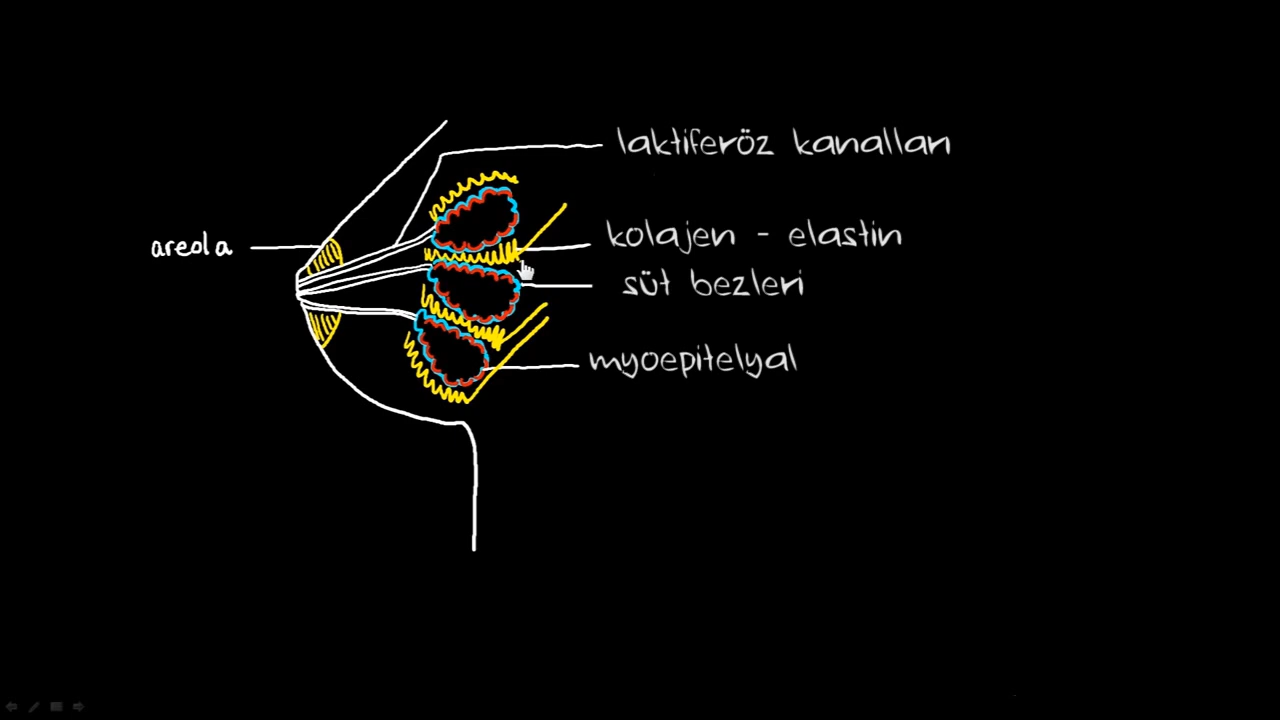 laktiferöz kanalları
areola
kolajen - elastin
süt bezleri
myoepitelyal